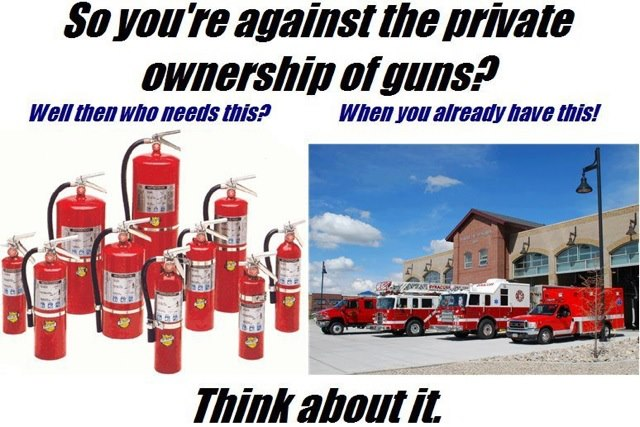 So you're against the private
ownership of guns?
Well then who needs this?
When you already have this!
Think about it.